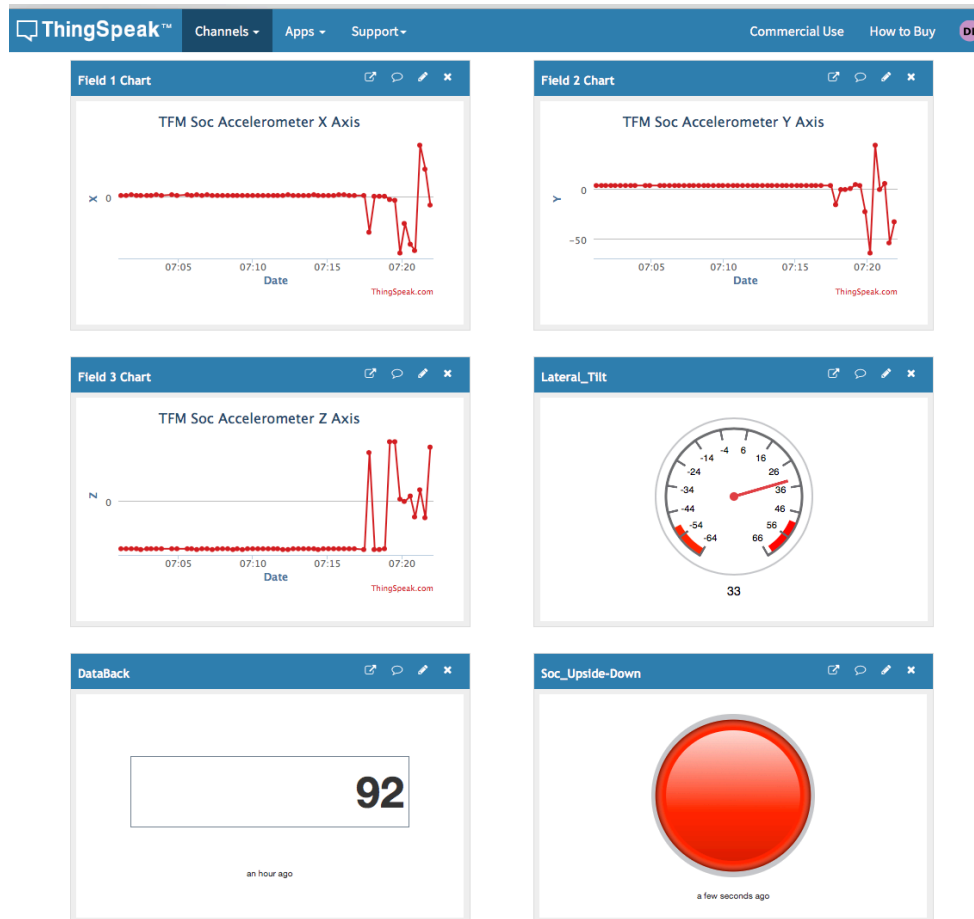 ThingSpeak™ Channels Apps Support Commercial Use How to Buy
Field 1 Chart
TFM Soc Accelerometer X Axis
X
0
07:05 07:10 07:15 07:20
Date
ThingSpeak.com
Field 2 Chart
TFM Soc Accelerometer Y Axis
Y
0
−50
07:05 07:10 07:15 07:20
Date
ThingSpeak.com
Field 3 Chart
TFM Soc Accelerometer Z Axis
Z
0
07:05 07:10 07:15 07:20
Date
ThingSpeak.com
Lateral_Tilt
-4 6
-14 16
-24 26
-34 36
-44 46
-54 56
-64 66
33
DataBack
92
an hour ago
Soc_Upside-Down
a few seconds ago